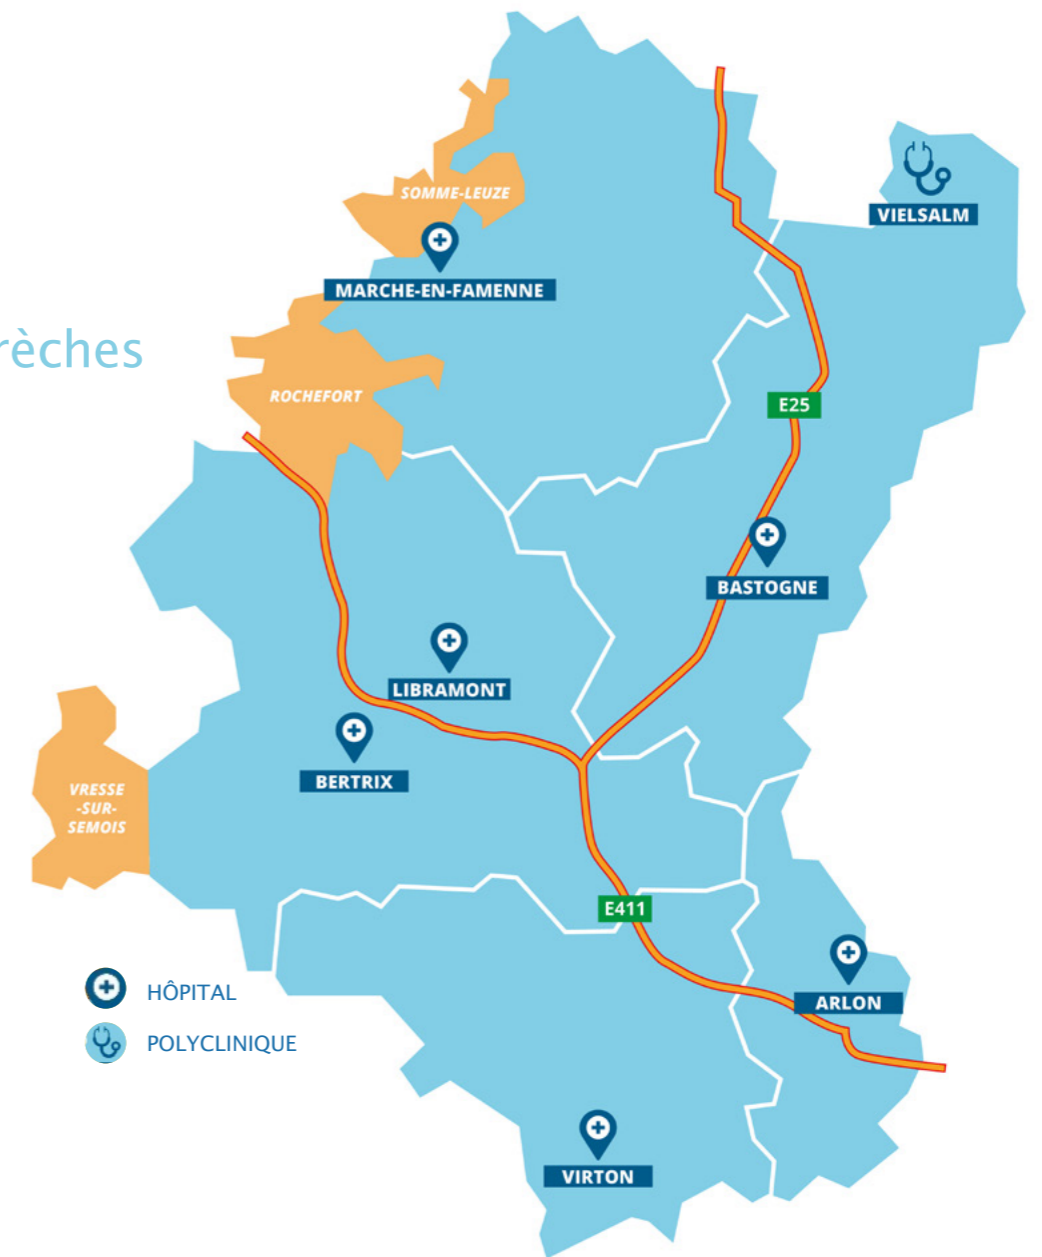 SOMME-LEUZE
VIELSALM
MARCHE-EN-FAMENNE
rèches
ROCHEFORT
E25
BASTOGNE
LIBRAMONT
BERTRIX
VRESSE
-SUR-
SEMOIS
E411
HÔPITAL
ARLON
POLYCLINIQUE
VIRTON